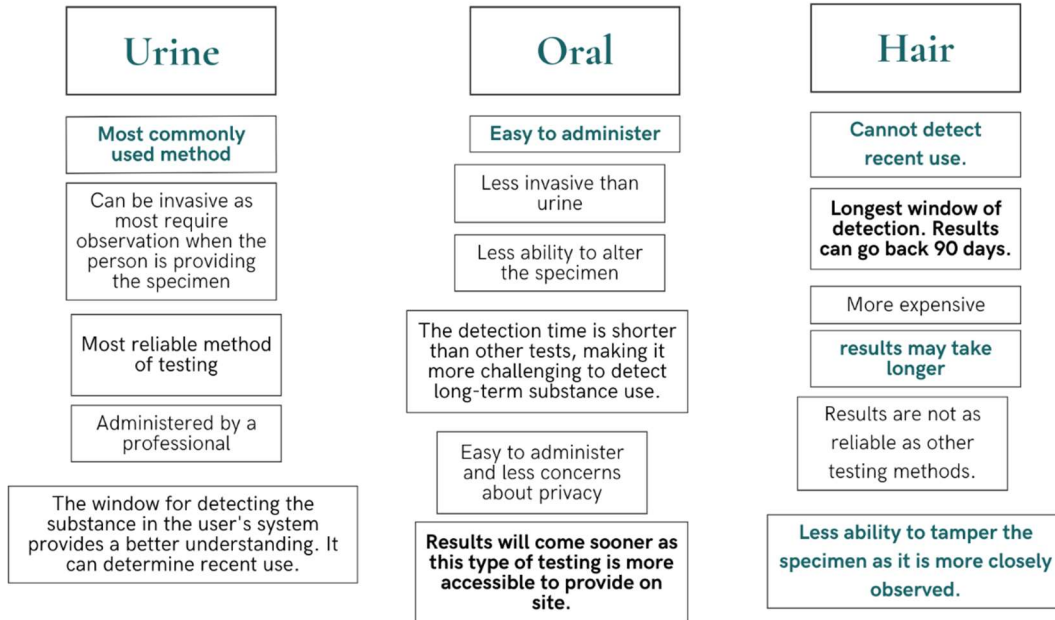 Urine
Most commonly
used method
Can be invasive as
most require
observation when the
person is providing
the specimen
Most reliable method
of testing
Administered by a
professional
The window for detecting the
substance in the user's system
provides a better understanding. It
can determine recent use.
Oral
Easy to administer
Less invasive than
urine
Less ability to alter
the specimen
The detection time is shorter
than other tests, making it
more challenging to detect
long-term substance use.
Easy to administer
and less concerns
about privacy
Results will come sooner as
this type of testing is more
accessible to provide on
site.
Hair
Cannot detect
recent use.
Longest window of
detection. Results
can go back 90 days.
More expensive
results may take
longer
Results are not as
reliable as other
testing methods.
Less ability to tamper the
specimen as it is more closely
observed.